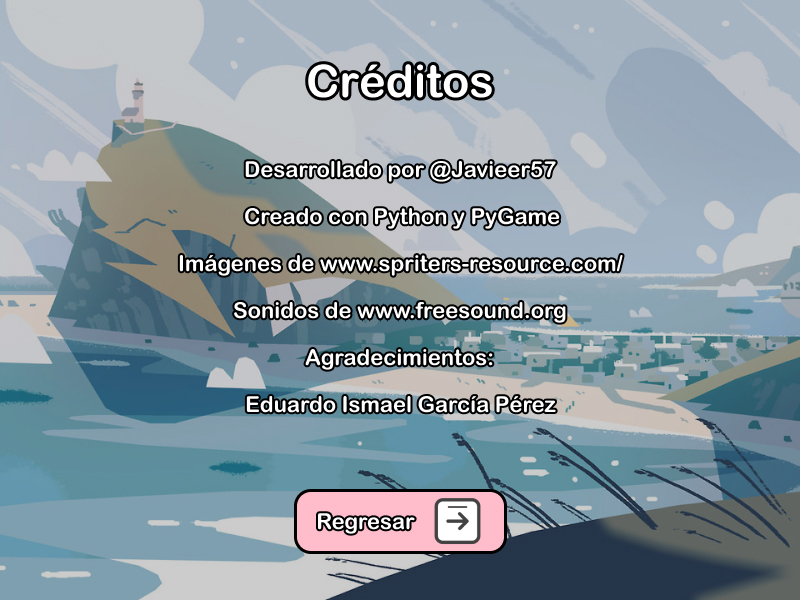 Créditos
Desarrollado por @Javieer57
Creado con Python y PyGame
Imágenes de www.spriters-resource.com/
Sonidos de www.freesound.org
Agradecimientos:
Eduardo Ismael García Pérez
Regresar